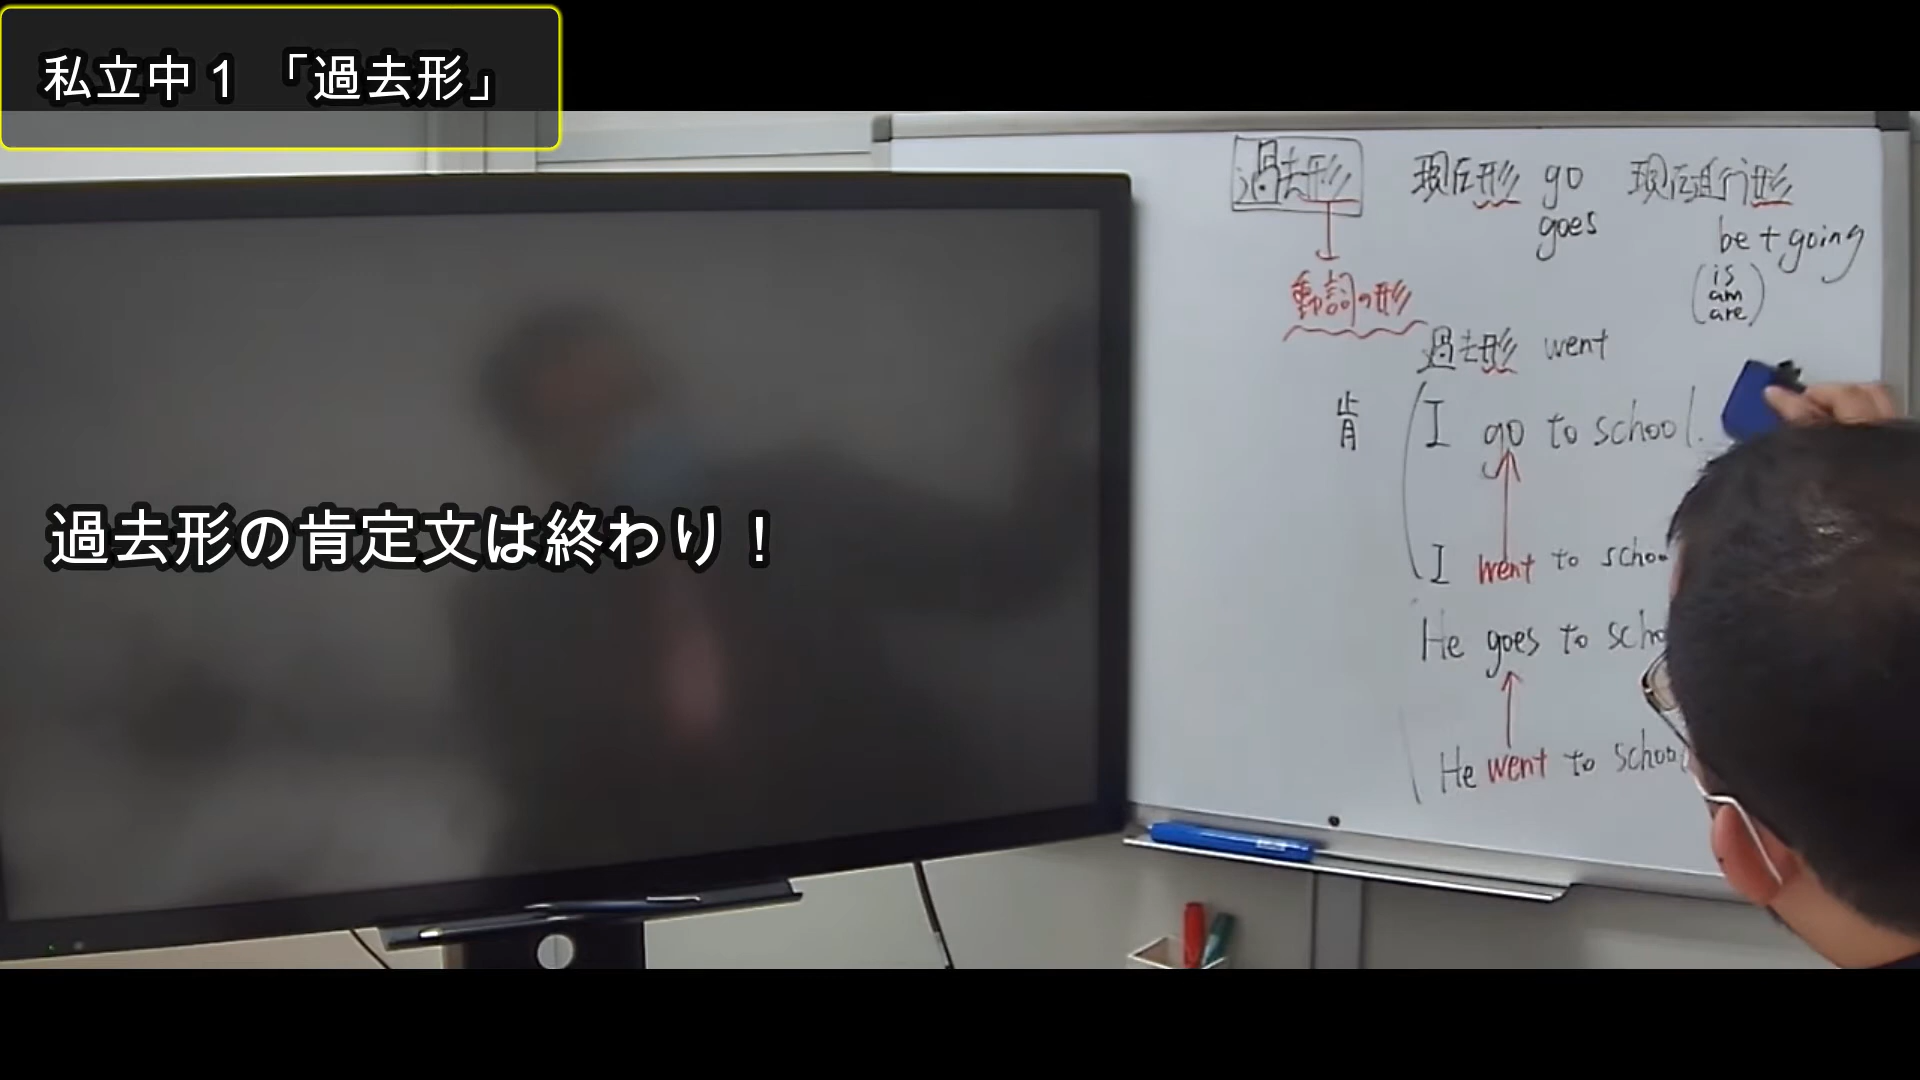 私立中1「過去形」
過去形の肯定文は終わり!
過去形 現在形 go 現在進行形
goes
be + going
(is
am
are)
動詞の形
過去形 went
肯
I go to school.
I went to schoo
He goes to scho
He went to school